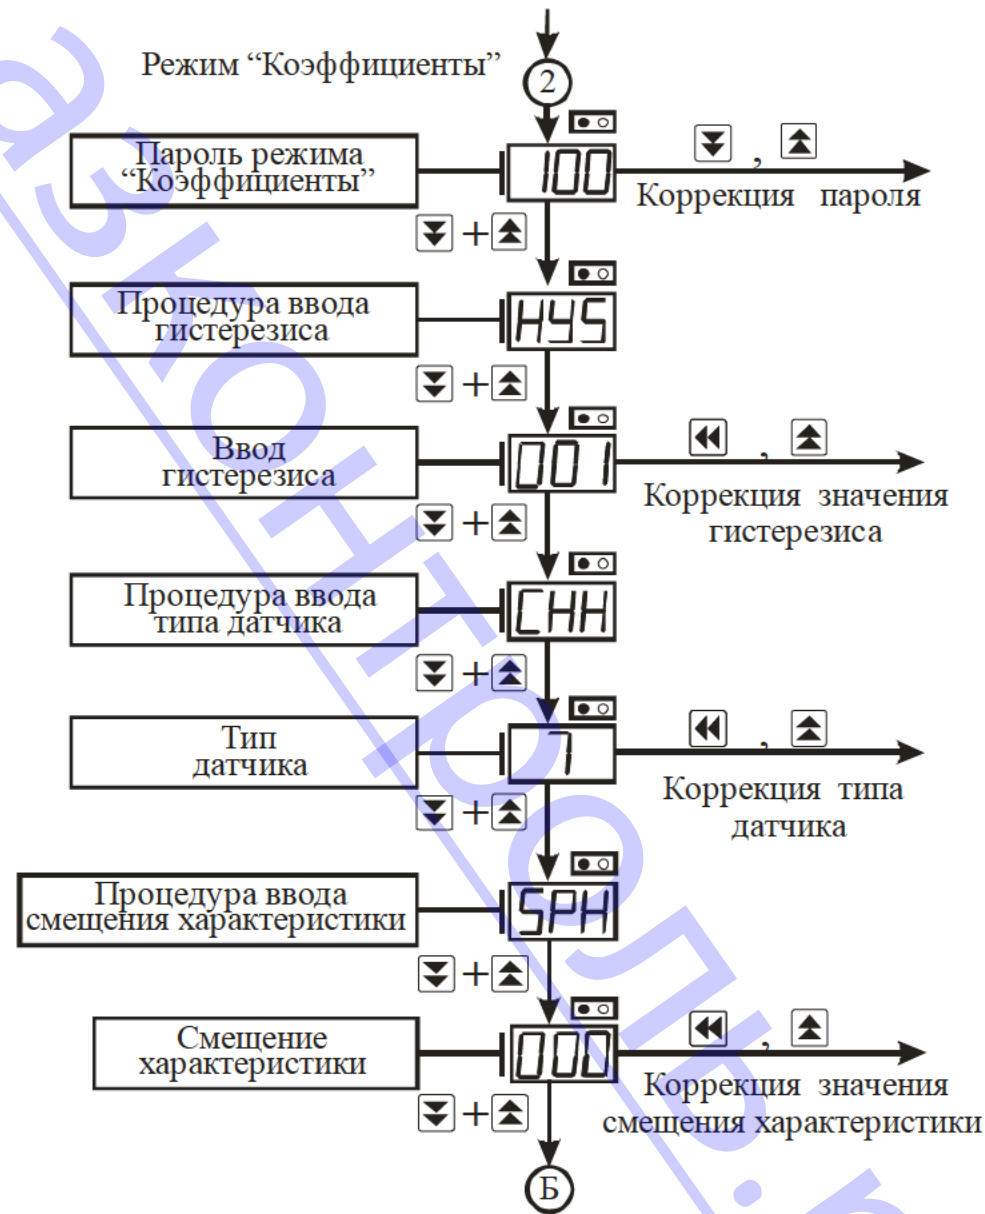 Режим “Коэффициенты”
2
Пароль режима
“Коэффициенты”
100
,
Коррекция пароля
+
Процедура ввода
гистерезиса
HYS
+
Ввод
гистерезиса
001
,
Коррекция значения
гистерезиса
+
Процедура ввода
типа датчика
CHH
+
Тип
датчика
7
,
Коррекция типа
датчика
+
Процедура ввода
смещения характеристики
SPH
+
Смещение
характеристики
000
,
Коррекция значения
смещения характеристики
+
Б